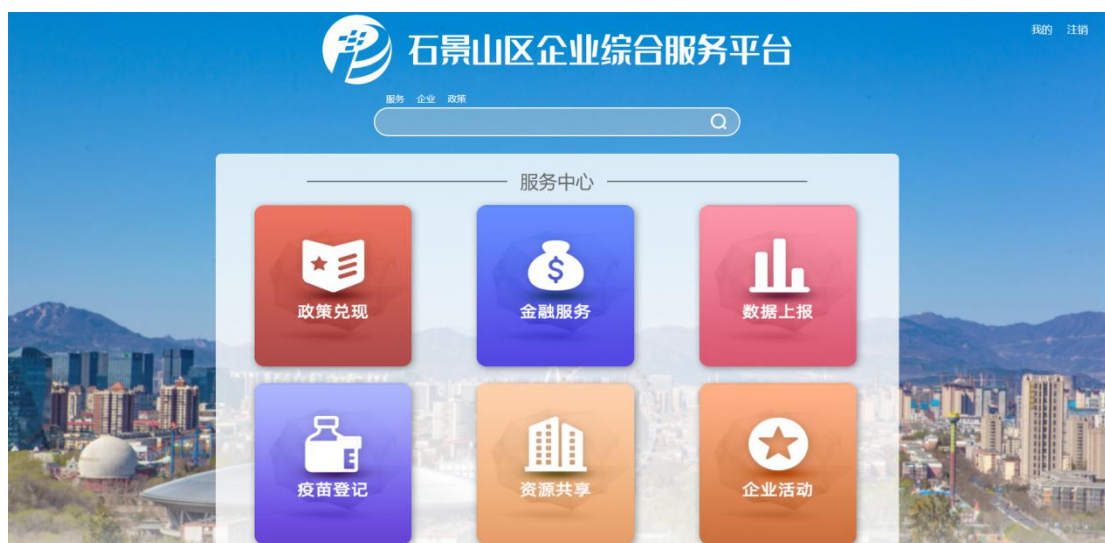 石景山区企业综合服务平台
我的 注销
服务 企业 政策
服务中心
政策兑现 金融服务 数据上报
疫苗登记 资源共享 企业活动